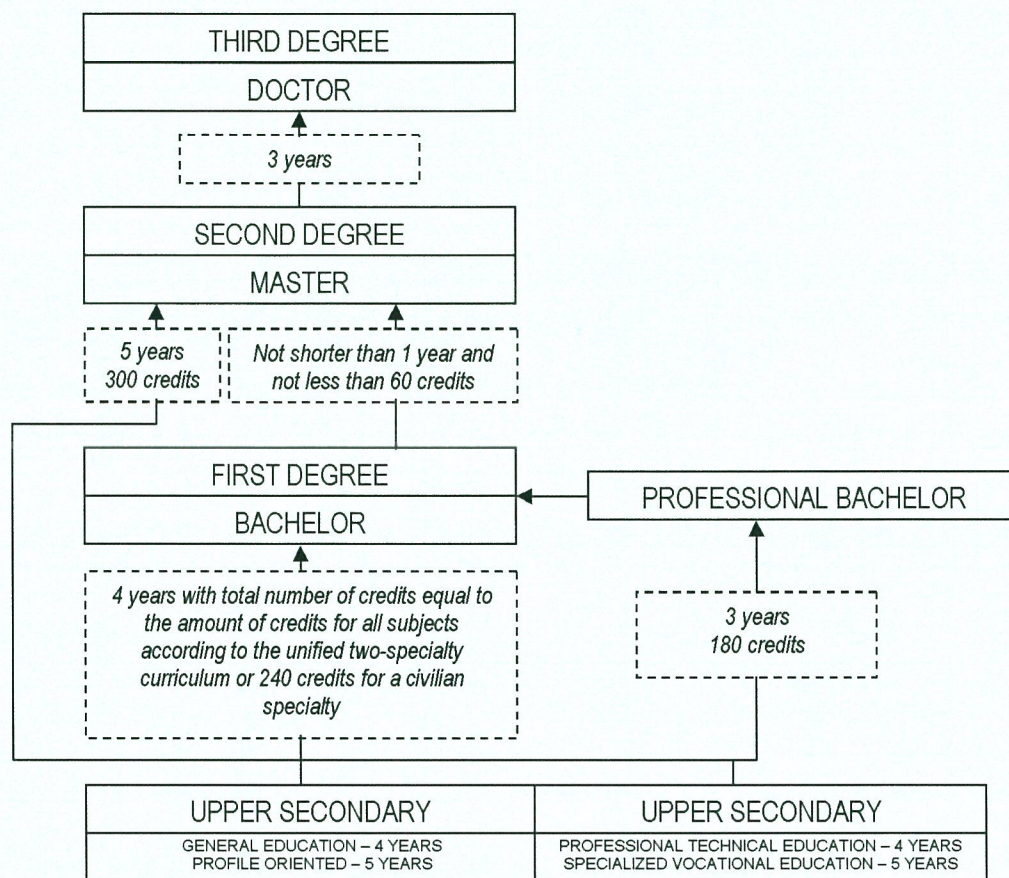 THIRD DEGREE
DOCTOR
3 years
SECOND DEGREE
MASTER
5 years
300 credits
Not shorter than 1 year and
not less than 60 credits
FIRST DEGREE
BACHELOR
PROFESSIONAL BACHELOR
4 years with total number of credits equal to
the amount of credits for all subjects
according to the unified two-specialty
curriculum or 240 credits for a civilian
specialty
3 years
180 credits
UPPER SECONDARY
GENERAL EDUCATION – 4 YEARS
PROFILE ORIENTED – 5 YEARS
UPPER SECONDARY
PROFESSIONAL TECHNICAL EDUCATION – 4 YEARS
SPECIALIZED VOCATIONAL EDUCATION – 5 YEARS